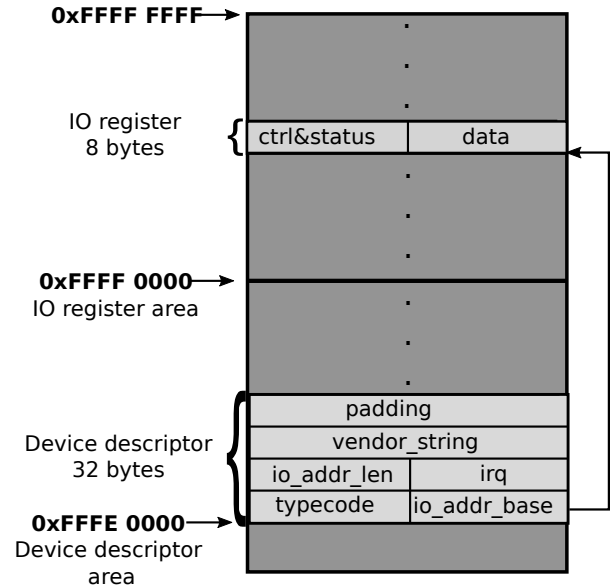 0xFFFF FFFF
IO register
8 bytes
ctrl&status data
0xFFFF 0000
IO register area
padding
vendor_string
Device descriptor
32 bytes
io_addr_len irq
typecode io_addr_base
0xFFFE 0000
Device descriptor
area